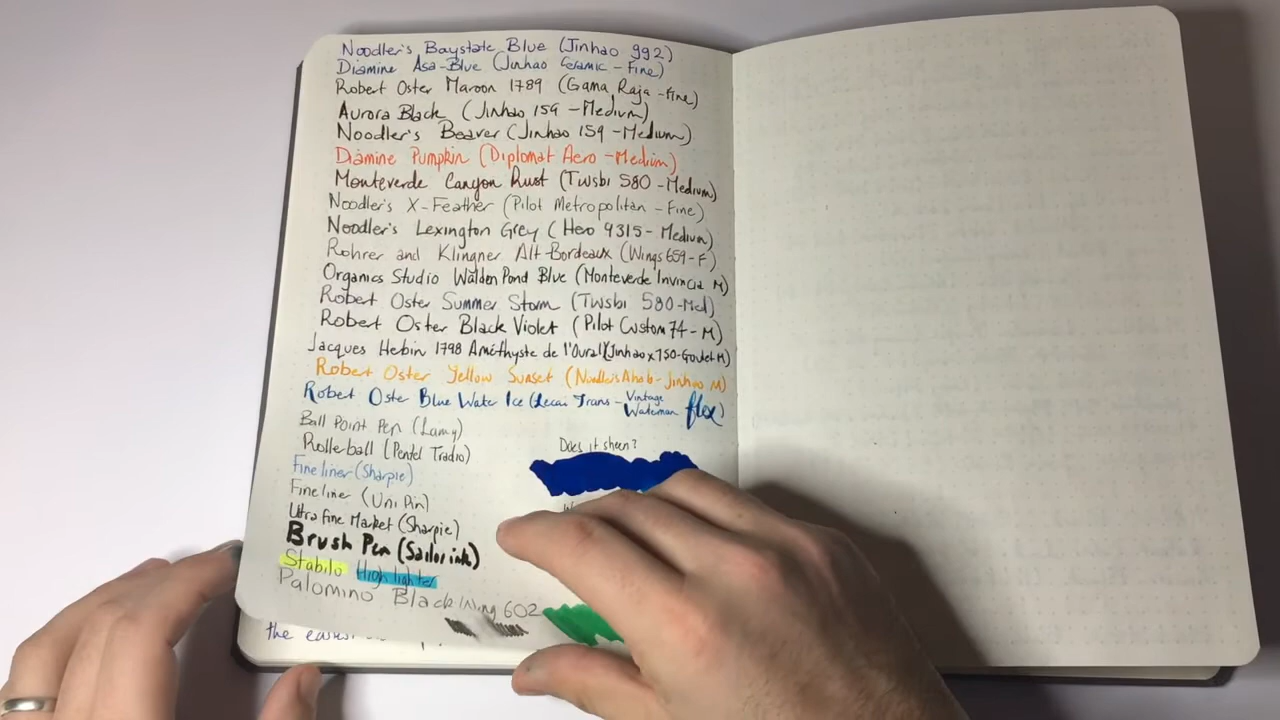 Noodler's Baystate Blue (Jinhao 992)
Diamine Asa-Blue (Jinhao Ceramic - Fine)
Robert Oster Maroon 1789 (Gama Raja - Fine)
Aurora Black (Jinhao 159 - Medium)
Noodler's Beaver (Jinhao 159 - Medium)
Diamine Pumpkin (Diplomat Aero - Medium)
Monteverde Canyon Rust (Twsbi 580 - Medium)
Noodler's X-Feather (Pilot Metropolitan - Fine)
Noodler's Lexington Grey (Hero 9315 - Medium)
Rohrer and Klingner Alt-Bordeaux (Wings 659 - F)
Organics Studio Walden Pond Blue (Monteverde Invincia M)
Robert Oster Summer Storm (Twsbi 580 - Med)
Robert Oster Black Violet (Pilot Custom 74 - M)
Jacques Herbin 1798 Améthyste de l'Oural (Jinhao x750 - Goulet M)
Robert Oster Yellow Sunset (Noodler's Ahab - Jinhao M)
Robert Oster Blue Water Ice (Lecai Trans - Vintage Waterman flex)
Ball Point Pen (Lamy)
Rollerball (Pentel Tradio)
Does it sheen?
Fineliner (Sharpie)
Fineliner (Uni Pin)
Ultra fine Market (Sharpie)
Brush Pen (Sailor ink)
Stabilo Highlighter
Palomino Blackwing 602
the